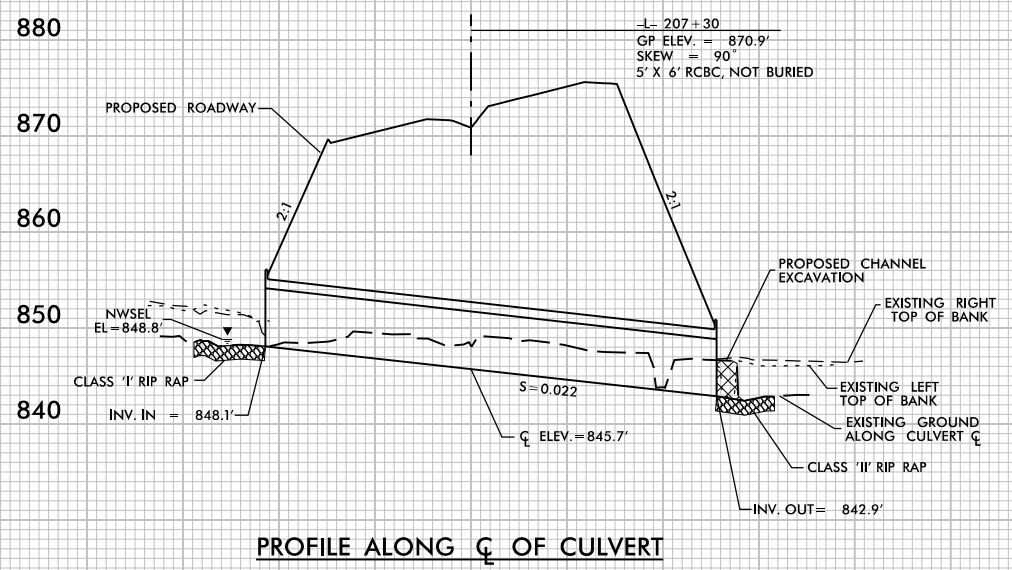 880
-L- 207+30
GP ELEV. = 870.9'
SKEW = 90°
5' X 6' RCBC, NOT BURIED
PROPOSED ROADWAY
870
2:1
2:1
860
PROPOSED CHANNEL
EXCAVATION
850
NWSEL
EL=848.8'
EXISTING RIGHT
TOP OF BANK
CLASS 'I' RIP RAP
S=0.022
EXISTING LEFT
TOP OF BANK
840
INV. IN = 848.1'
EXISTING GROUND
ALONG CULVERT ℄
℄ ELEV.=845.7'
CLASS 'II' RIP RAP
INV. OUT= 842.9'
PROFILE ALONG ℄ OF CULVERT